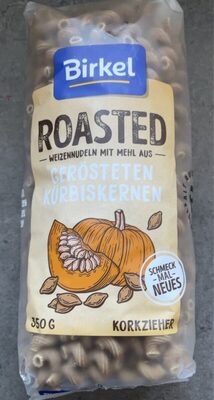 Birkel
ROASTED
WEIZENNUDELN MIT MEHL AUS
GERÖSTETEN
KÜRBISKERNEN
SCHMECK
-MAL-
NEUES
350 G
KORKZIEHER